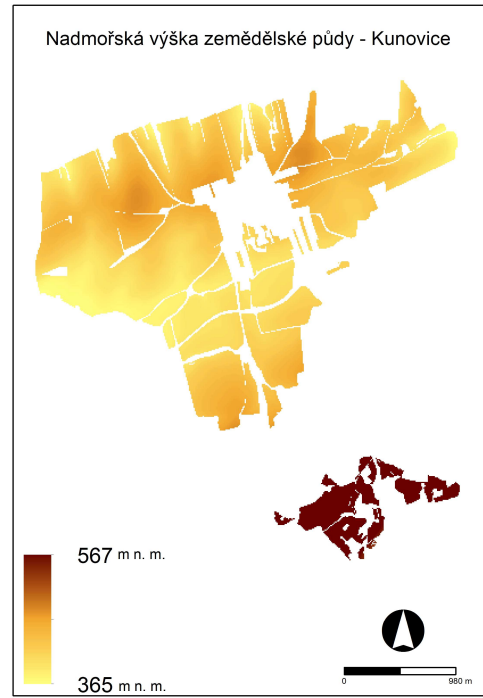 Nadmořská výška zemědělské půdy - Kunovice
567 m n. m.
365 m n. m.
0 980 m